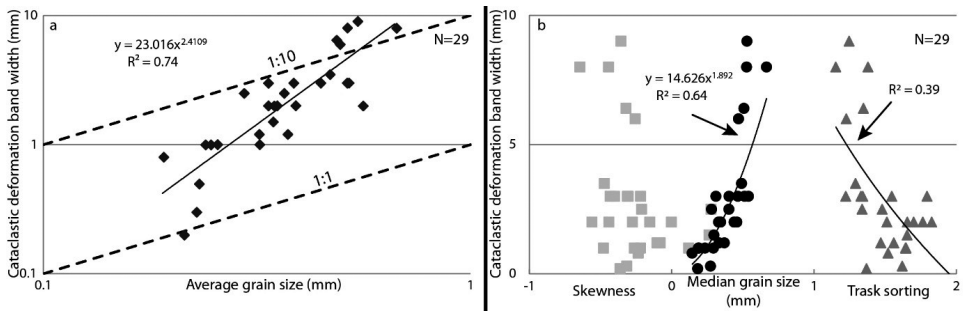 Cataclastic deformation band width (mm)
10
1
0.1
a
y = 23.016x^2.4109
R² = 0.74
1:10
1:1
N=29
0.1
Average grain size (mm)
1
Cataclastic deformation band width (mm)
10
5
0
b
y = 14.626x^1.892
R² = 0.64
R² = 0.39
N=29
-1
0
1
2
Skewness
Median grain size
(mm)
Trask sorting